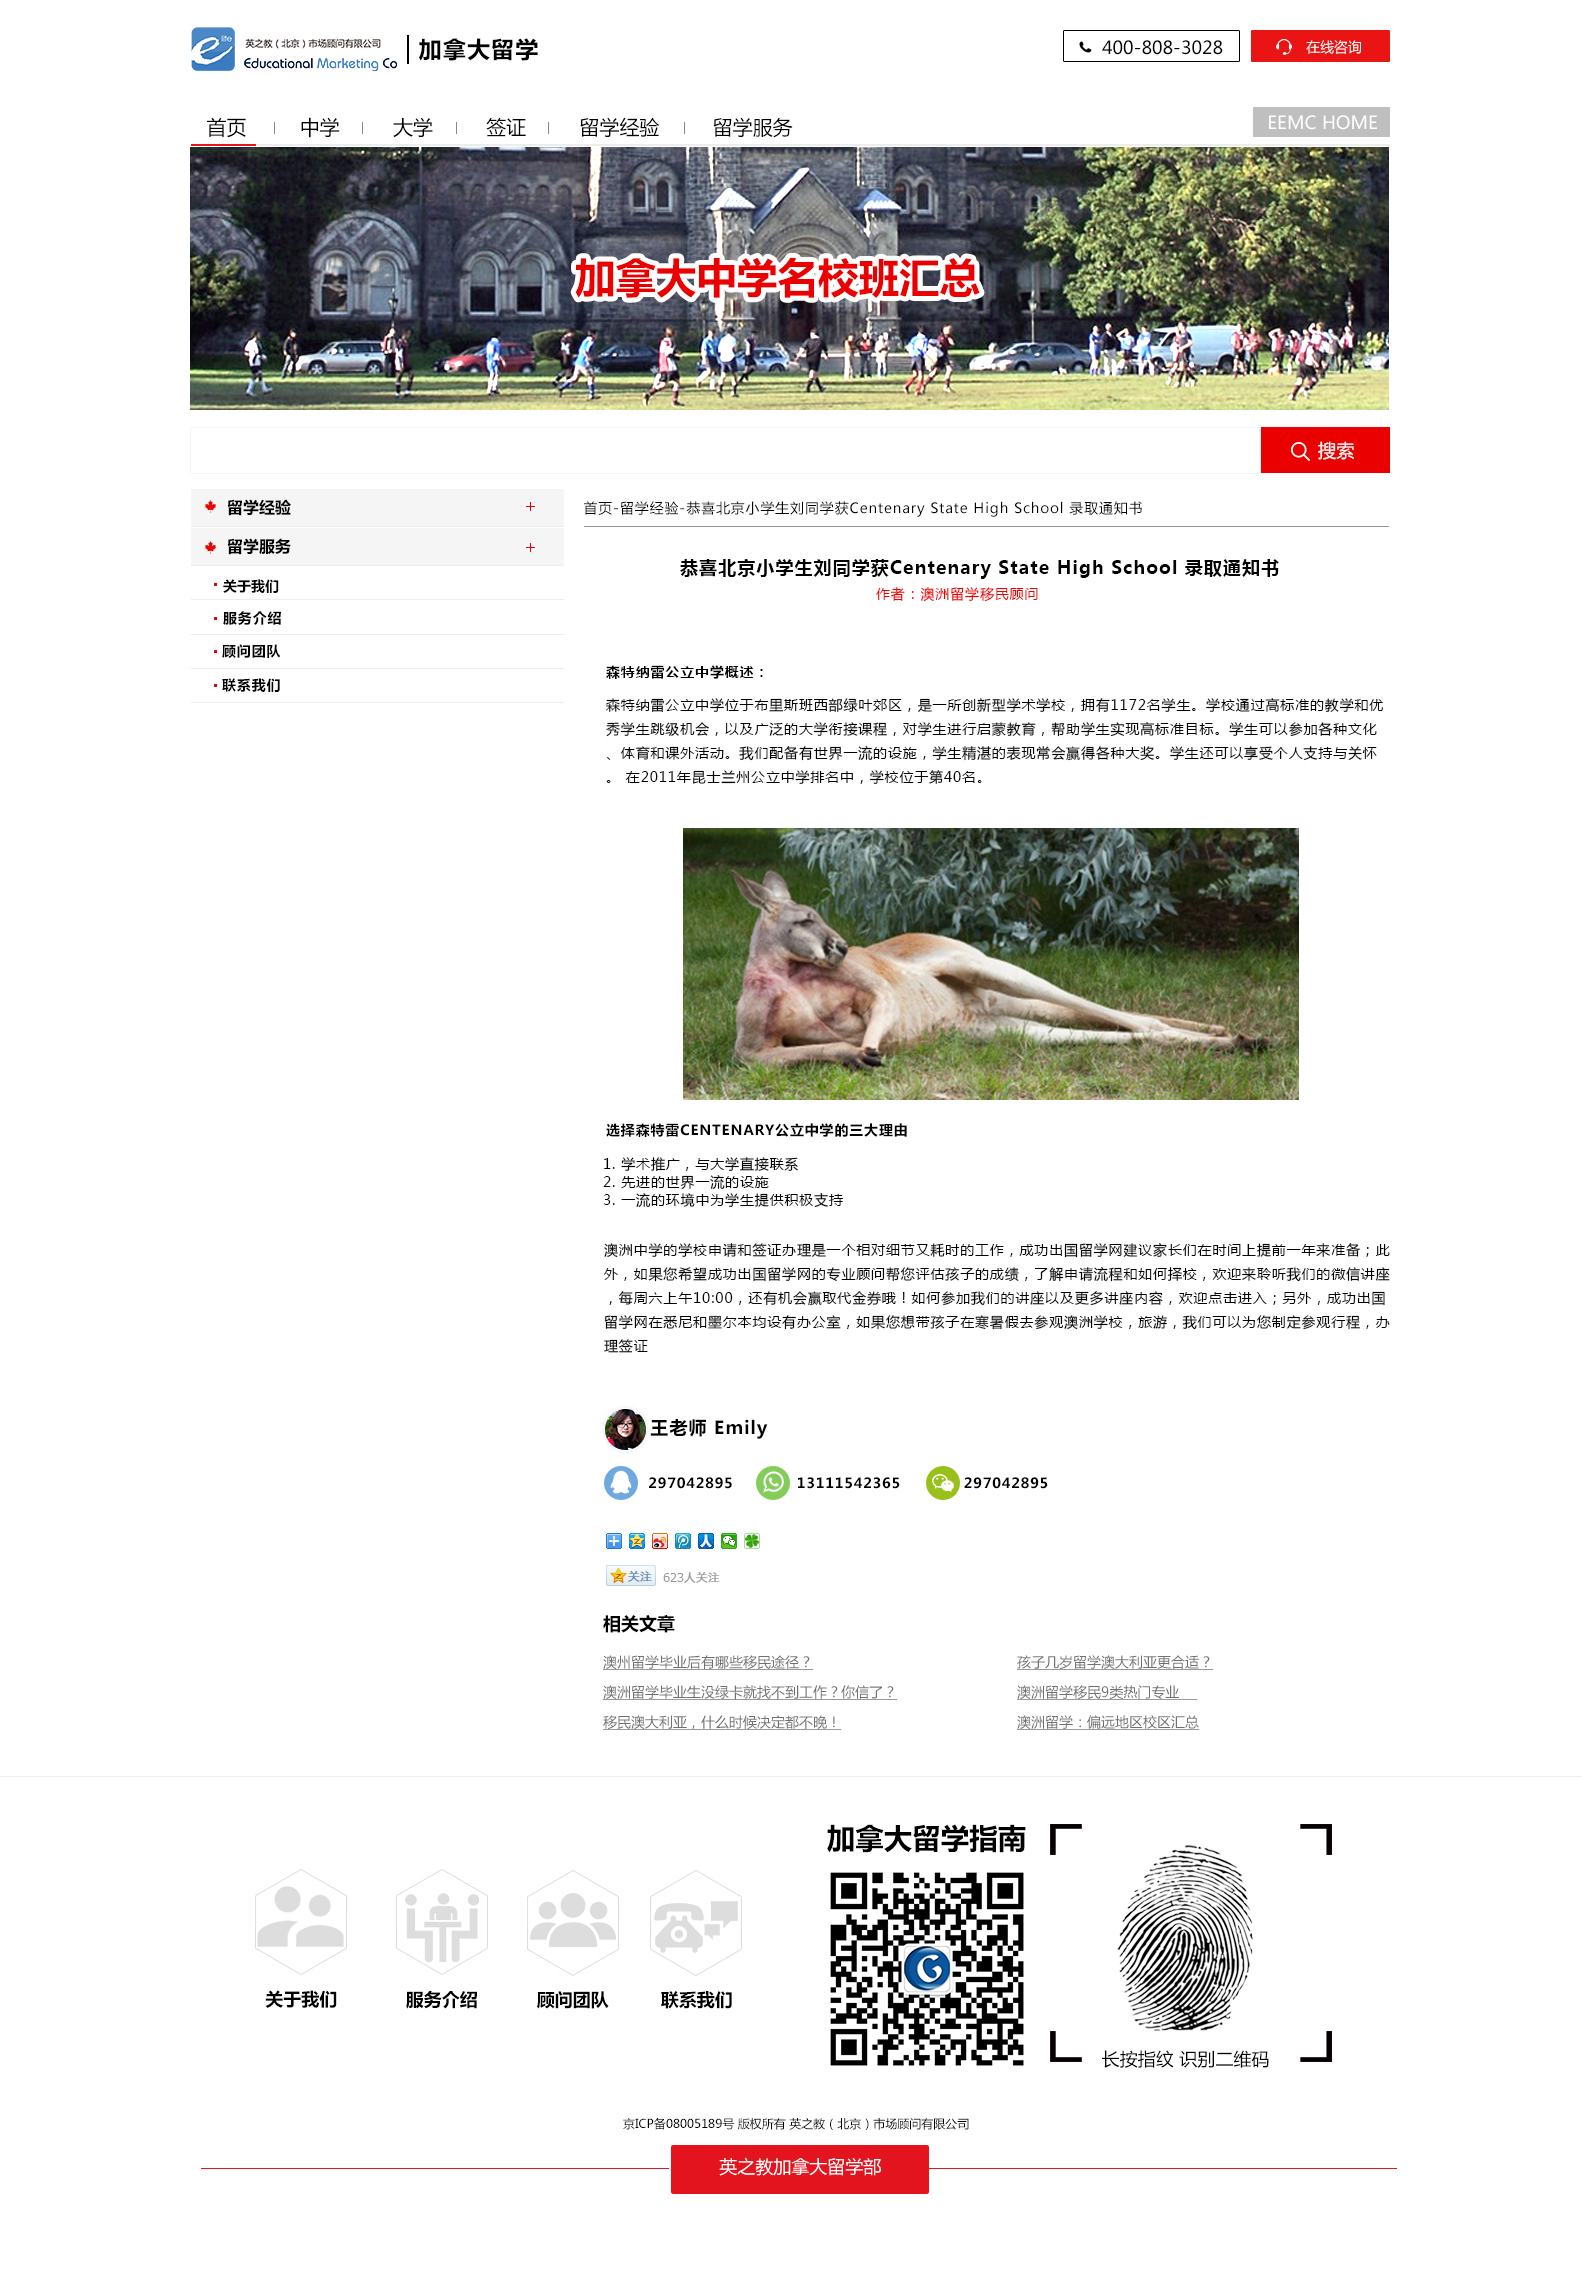 英之教（北京）市场顾问有限公司
Educational Marketing Co
加拿大留学
400-808-3028
在线咨询
首页
中学
大学
签证
留学经验
留学服务
EEMC HOME
加拿大中学名校班汇总
搜索
留学经验 +
留学服务 +
关于我们
服务介绍
顾问团队
联系我们
首页-留学经验-恭喜北京小学生刘同学获Centenary State High School 录取通知书
恭喜北京小学生刘同学获Centenary State High School 录取通知书
作者：澳洲留学移民顾问
森特纳雷公立中学概述：
森特纳雷公立中学位于布里斯班西部绿叶郊区，是一所创新型学术学校，拥有1172名学生。学校通过高标准的教学和优
秀学生跳级机会，以及广泛的大学衔接课程，对学生进行启蒙教育，帮助学生实现高标准目标。学生可以参加各种文化
、体育和课外活动。我们配备有世界一流的设施，学生精湛的表现常会赢得各种大奖。学生还可以享受个人支持与关怀
。 在2011年昆士兰州公立中学排名中，学校位于第40名。
选择森特雷CENTENARY公立中学的三大理由
1. 学术推广，与大学直接联系
2. 先进的世界一流的设施
3. 一流的环境中为学生提供积极支持
澳洲中学的学校申请和签证办理是一个相对细节又耗时的工作，成功出国留学网建议家长们在时间上提前一年来准备；此
外，如果您希望成功出国留学网的专业顾问帮您评估孩子的成绩，了解申请流程和如何择校，欢迎来聆听我们的微信讲座
，每周六上午10:00，还有机会赢取代金券哦！如何参加我们的讲座以及更多讲座内容，欢迎点击进入；另外，成功出国
留学网在悉尼和墨尔本均设有办公室，如果您想带孩子在寒暑假去参观澳洲学校，旅游，我们可以为您制定参观行程，办
理签证
王老师 Emily
297042895
13111542365
297042895
关注 623人关注
相关文章
澳州留学毕业后有哪些移民途径？
孩子几岁留学澳大利亚更合适？
澳洲留学毕业生没绿卡就找不到工作？你信了？
澳洲留学移民9类热门专业
移民澳大利亚，什么时候决定都不晚！
澳洲留学：偏远地区校区汇总
加拿大留学指南
关于我们
服务介绍
顾问团队
联系我们
长按指纹 识别二维码
京ICP备08005189号 版权所有 英之教（北京）市场顾问有限公司
英之教加拿大留学部